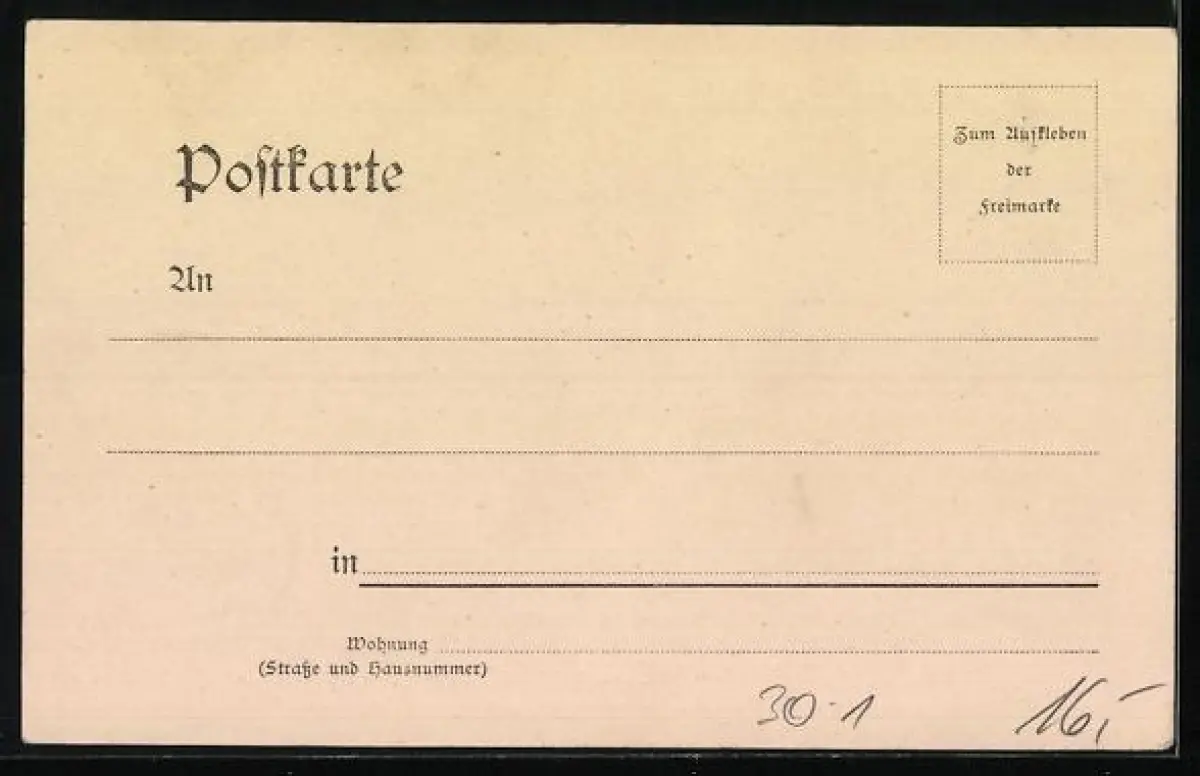 Postkarte
Zum Aufkleben
der
Freimarke
An
in
Wohnung
(Straße und Hausnummer)
30-1
16,-